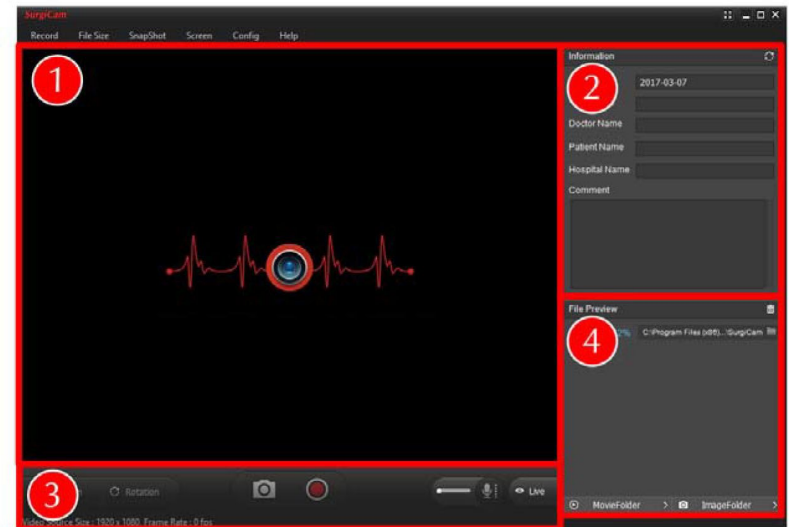 SurgiCam
Record File Size SnapShot Screen Config Help
1
Information
2
2017-03-07
Doctor Name
Patient Name
Hospital Name
Comment
File Preview
4
2% C:\Program Files (x86)...\SurgiCam
3
Rotation
Live
MovieFolder > ImageFolder >
Video Source Size : 1920 x 1080. Frame Rate : 0 fps